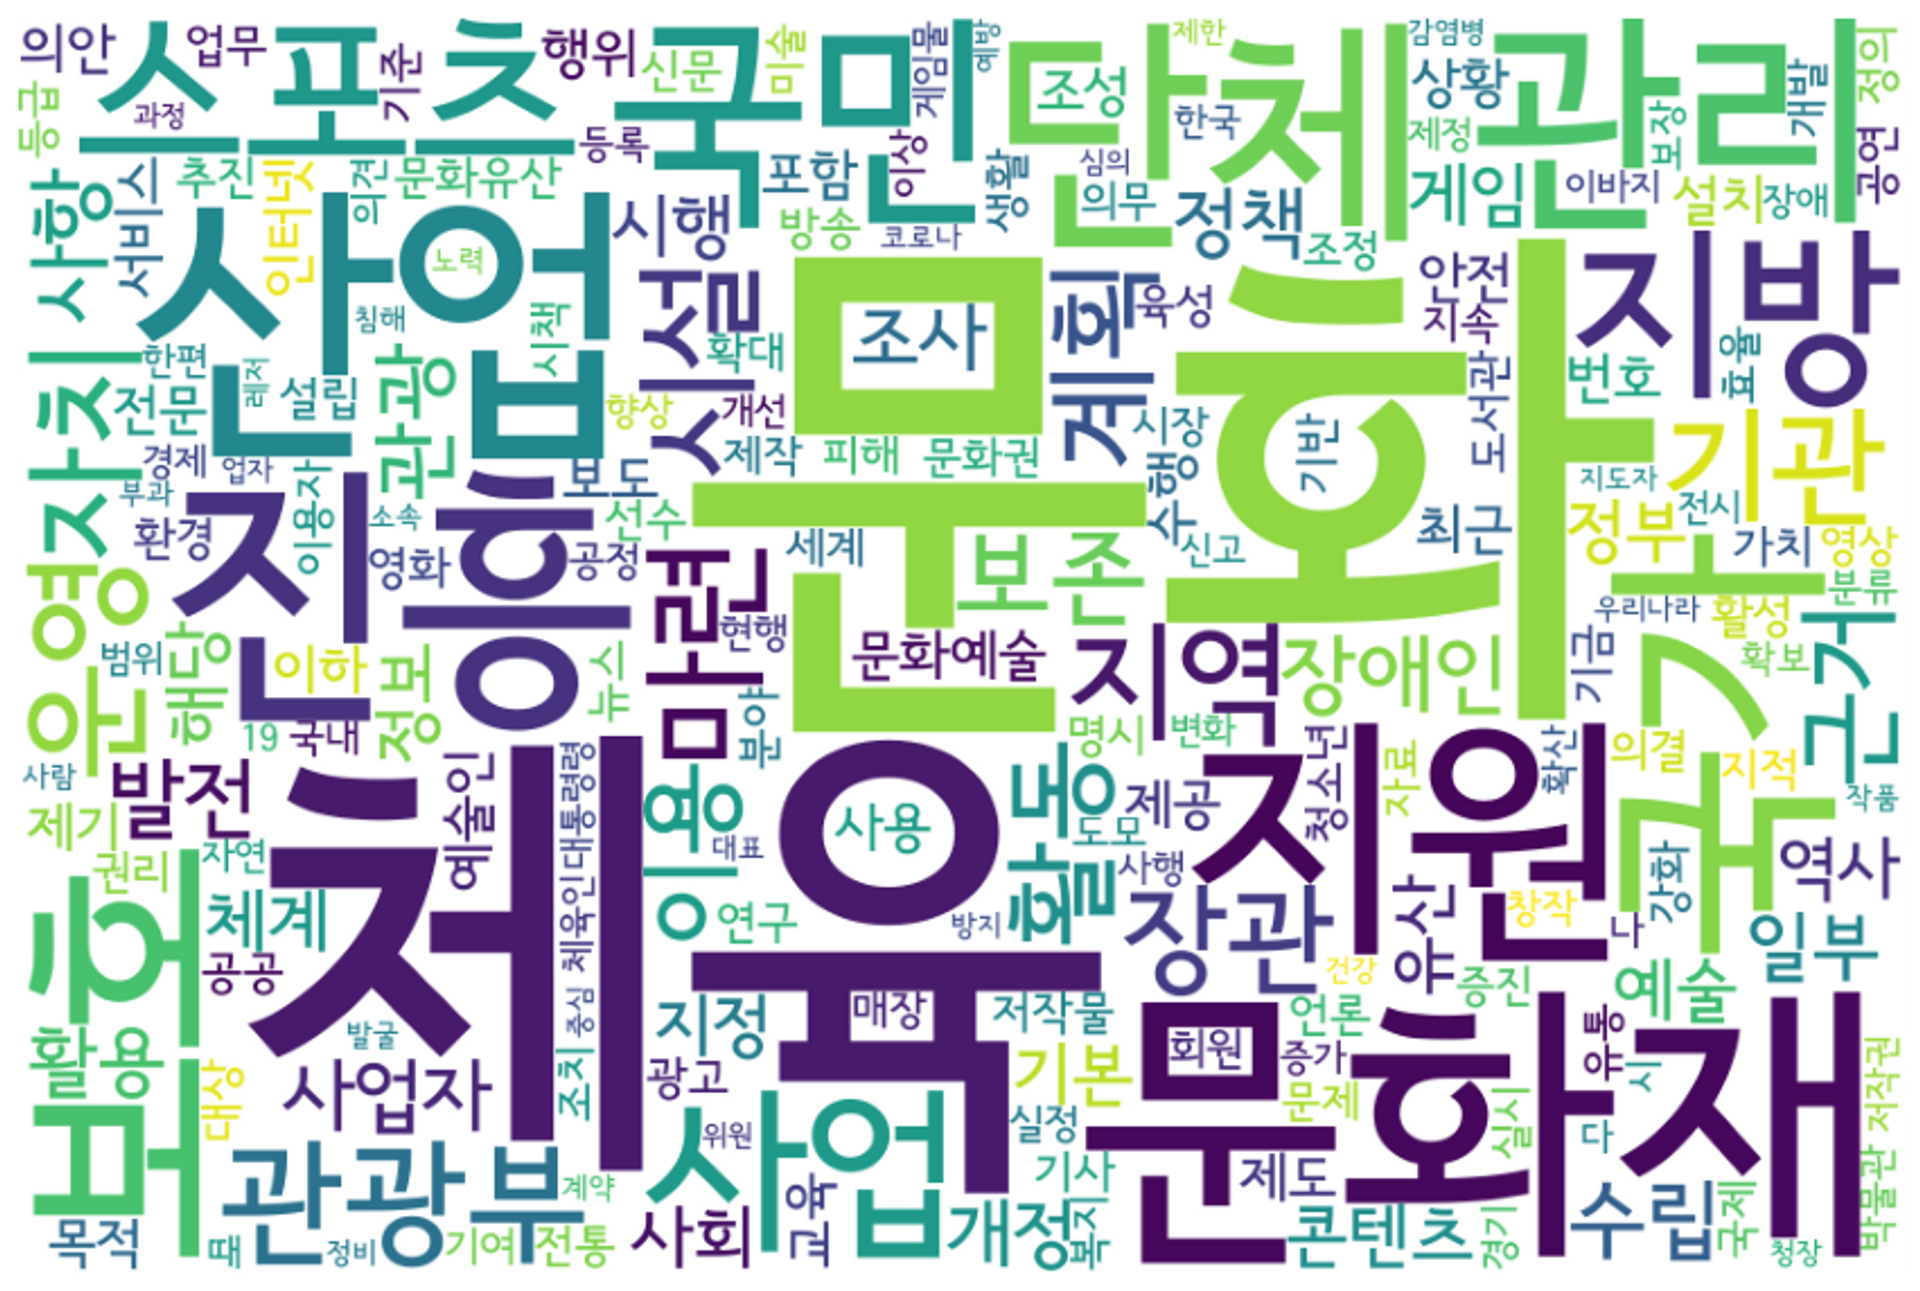 의안
업무
스포츠
기준
행위
신문
미술
국민
게임물
예방
단체
조성
제한
감염병
상황
관리
개발
정의
등급
과정
등록
포함
이상
한국
심의
제정
보장
공연
사항
서비스
추진
인터넷
의견
문화유산
시행
방송
코로나
생활
의무
정책
조정
게임
이바지
설치
장애
산업
노력
침해
시책
시설
확대
조사
계획
육성
안전
지속
지방
효율
자치
한편
전문
레저
설립
관광
향상
개선
제작
피해
문화권
시장
수행
문화
기반
도서관
번호
기관
지도자
경제
업자
부과
환경
진흥
이용자
소속
영화
보도
선수
공정
세계
보존
신고
최근
정부
전시
가치
영상
분류
운영
범위
해당
이하
정보
뉴스
마련
현행
분야
문화예술
지역
장애인
우리나라
활성
확보
기금
국가
근거
19
국내
사람
명시
변화
청소년
자료
확산
의결
지적
작품
제기
발전
권리
자연
체육
예술인
대통령령
체육인
중심
이용
대표
사용
활동
도모
제공
사행
지원
강화
역사
보호
체계
공공
연구
방지
장관
유산
창작
나
일부
건강
증진
예술
활용
발굴
대상
사업자
조치
지정
광고
매장
저작물
기본
회원
언론
증가
문제
문화재
유통
시
다
저작권
박물관
목적
관광부
때
정비
계약
기여
전통
사업
위원
사회
교육
실정
기사
개정
복지
제도
콘텐츠
실시
경기
수립
국제
청장